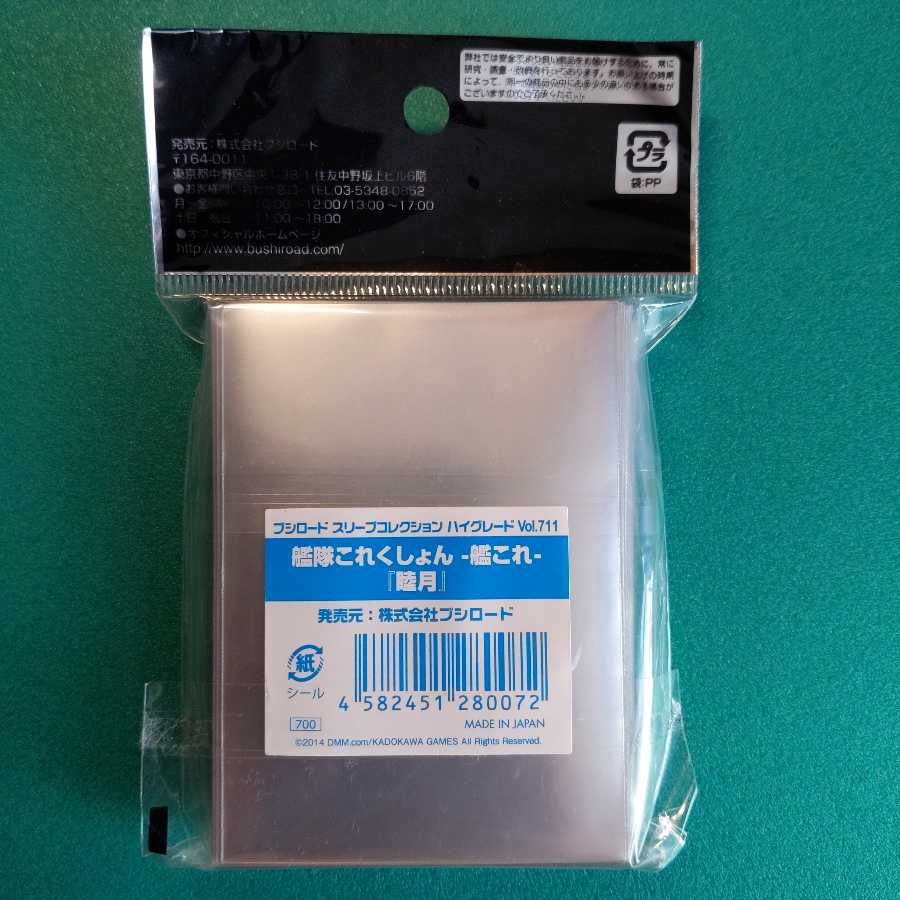 弊社では安全でより良い商品をお届けするために、常に
研究・調査・改良を行っております。お買い上げの時期
によって、同一の商品の中にも多少の違いのある場合が
ございますのでご了承ください。
プラ
袋:PP
発売元:株式会社ブシロード
〒164-0011
東京都中野区中央1-38-1 住友中野坂上ビル6階
●お客様問い合わせ窓口 TEL.03-5348-0852
月~金 10:00~12:00/13:00~17:00
土日 祝日 11:00~18:00
●オフィシャルホームページ
http://www.bushiroad.com/
ブシロード スリーブコレクション ハイグレード Vol.711
艦隊これくしょん -艦これ-
『睦月』
発売元:株式会社ブシロード
紙
シール
4 582451 280072
700
MADE IN JAPAN
©2014 DMM.com/KADOKAWA GAMES All Rights Reserved.